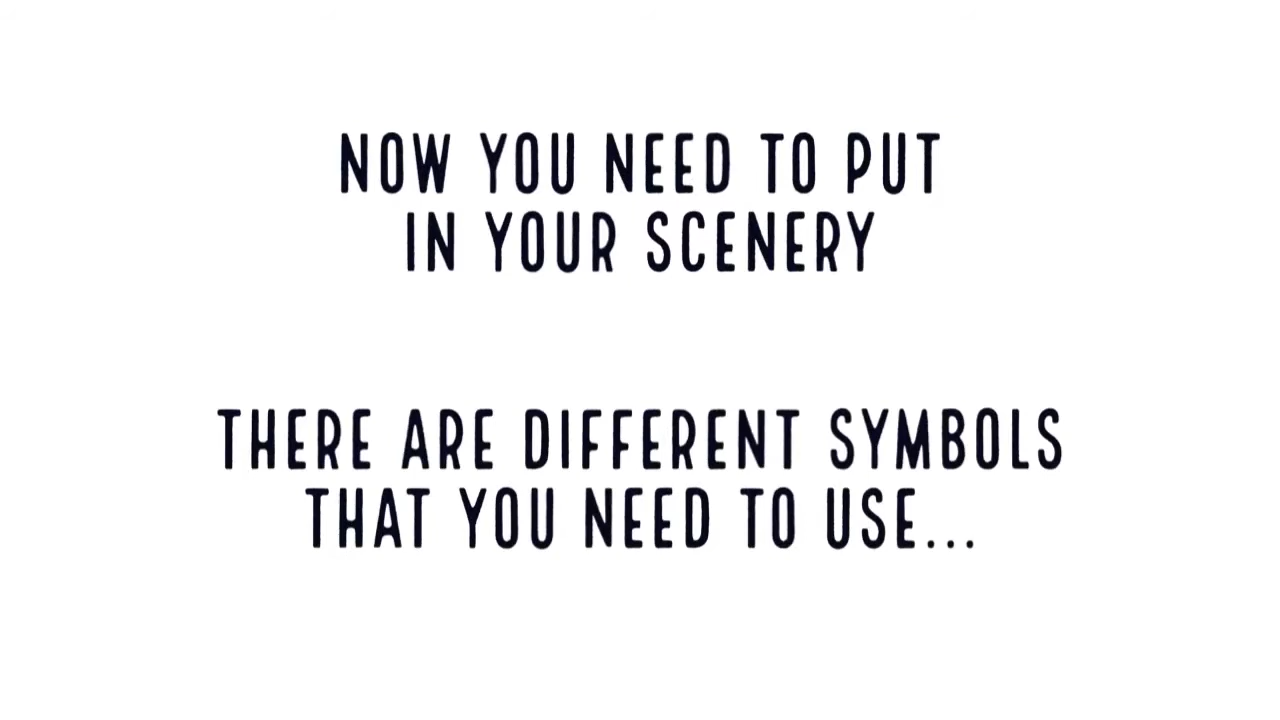 NOW YOU NEED TO PUT
IN YOUR SCENERY
THERE ARE DIFFERENT SYMBOLS
THAT YOU NEED TO USE...